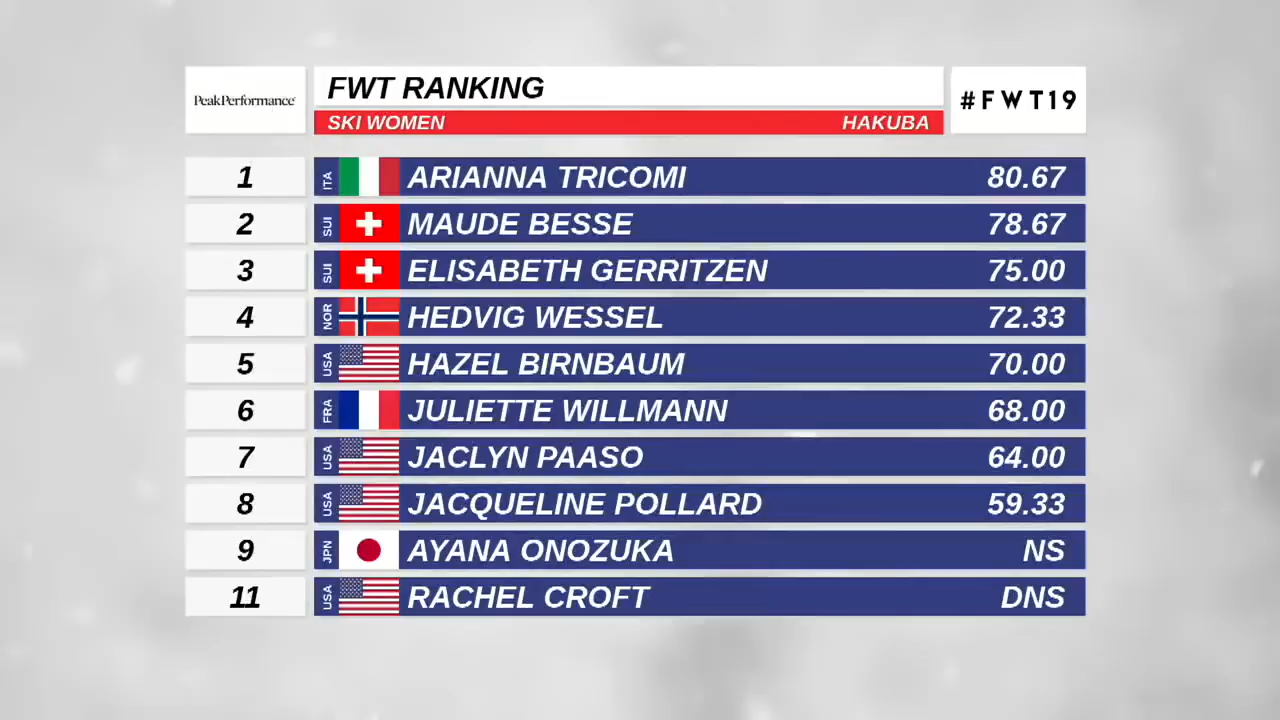 PeakPerformance
FWT RANKING
#FWT19
SKI WOMEN HAKUBA
1 ITA ARIANNA TRICOMI 80.67
2 SUI MAUDE BESSE 78.67
3 SUI ELISABETH GERRITZEN 75.00
4 NOR HEDVIG WESSEL 72.33
5 USA HAZEL BIRNBAUM 70.00
6 FRA JULIETTE WILLMANN 68.00
7 USA JACLYN PAASO 64.00
8 USA JACQUELINE POLLARD 59.33
9 JPN AYANA ONOZUKA NS
11 USA RACHEL CROFT DNS